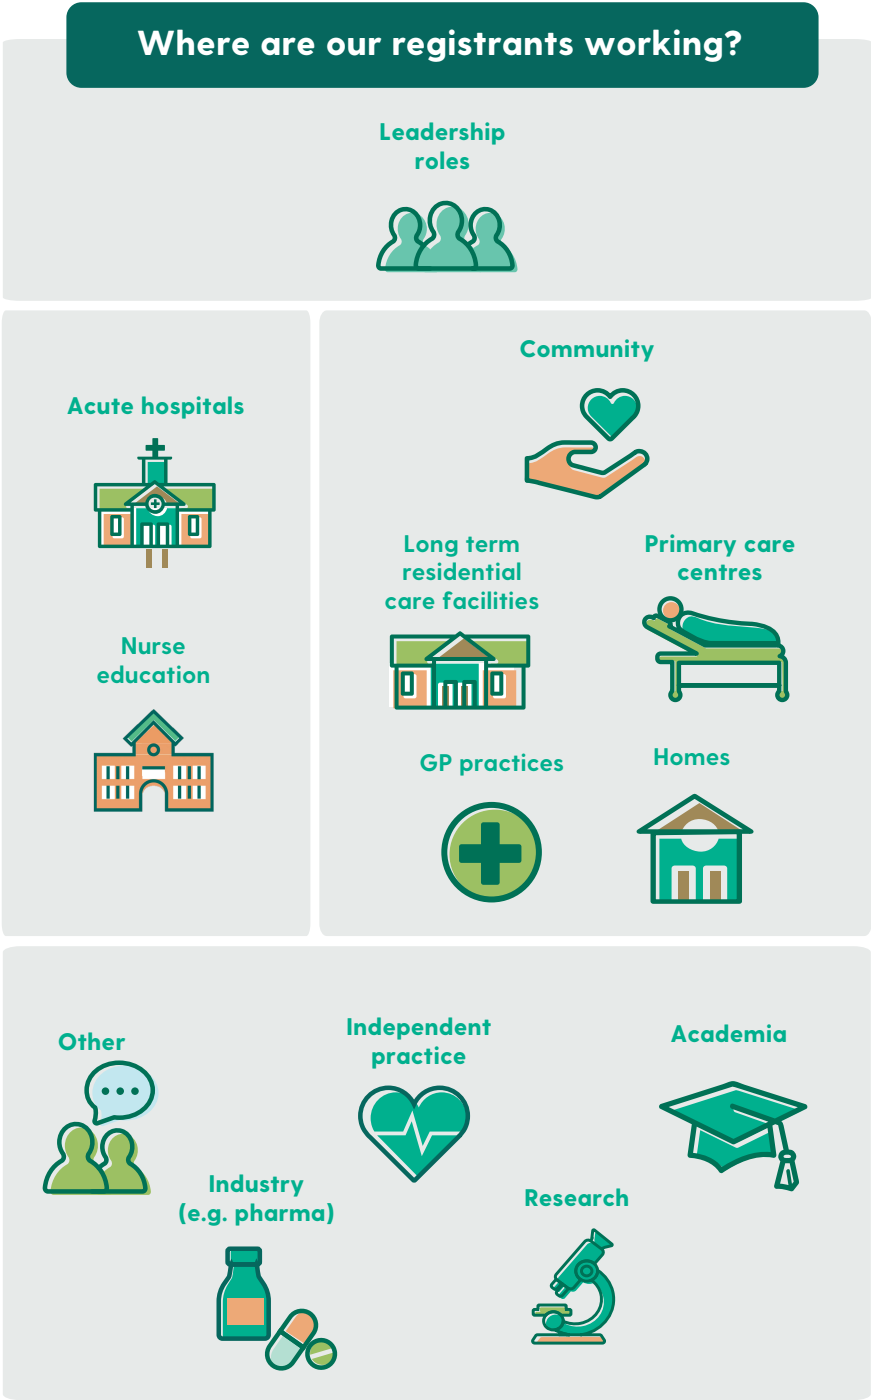 Where are our registrants working?
Leadership
roles
Acute hospitals
Nurse
education
Community
Long term
residential
care facilities
Primary care
centres
GP practices
Homes
Other
Independent
practice
Academia
Industry
(e.g. pharma)
Research